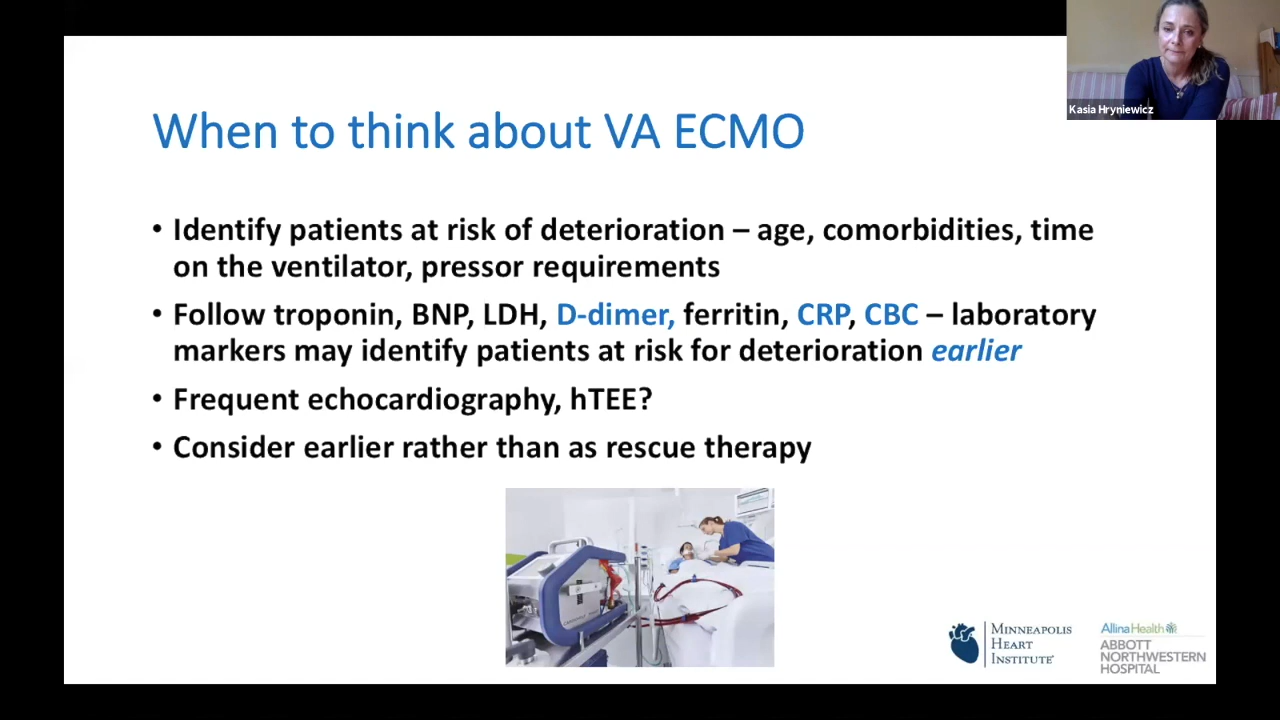 Kasia Hryniewicz
When to think about VA ECMO
• Identify patients at risk of deterioration – age, comorbidities, time
on the ventilator, pressor requirements
• Follow troponin, BNP, LDH, D-dimer, ferritin, CRP, CBC – laboratory
markers may identify patients at risk for deterioration earlier
• Frequent echocardiography, hTEE?
• Consider earlier rather than as rescue therapy
MINNEAPOLIS
HEART
INSTITUTE®
Allina Health
ABBOTT
NORTHWESTERN
HOSPITAL